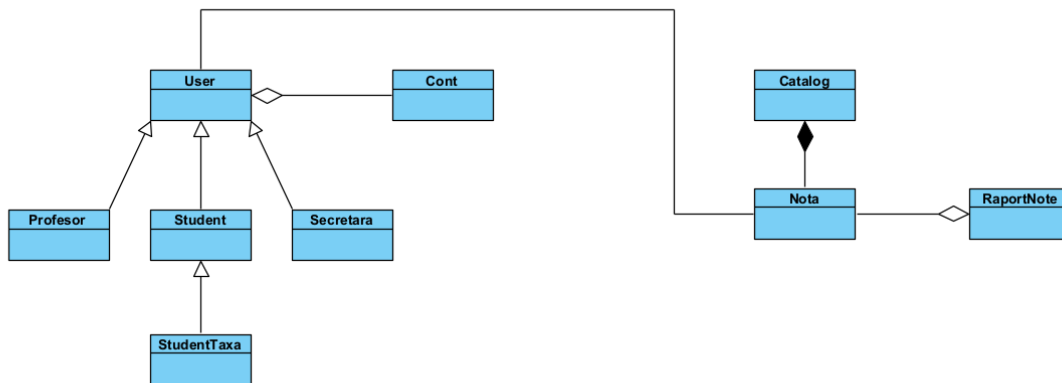 User
Cont
Catalog
Profesor
Student
Secretara
Nota
RaportNote
StudentTaxa